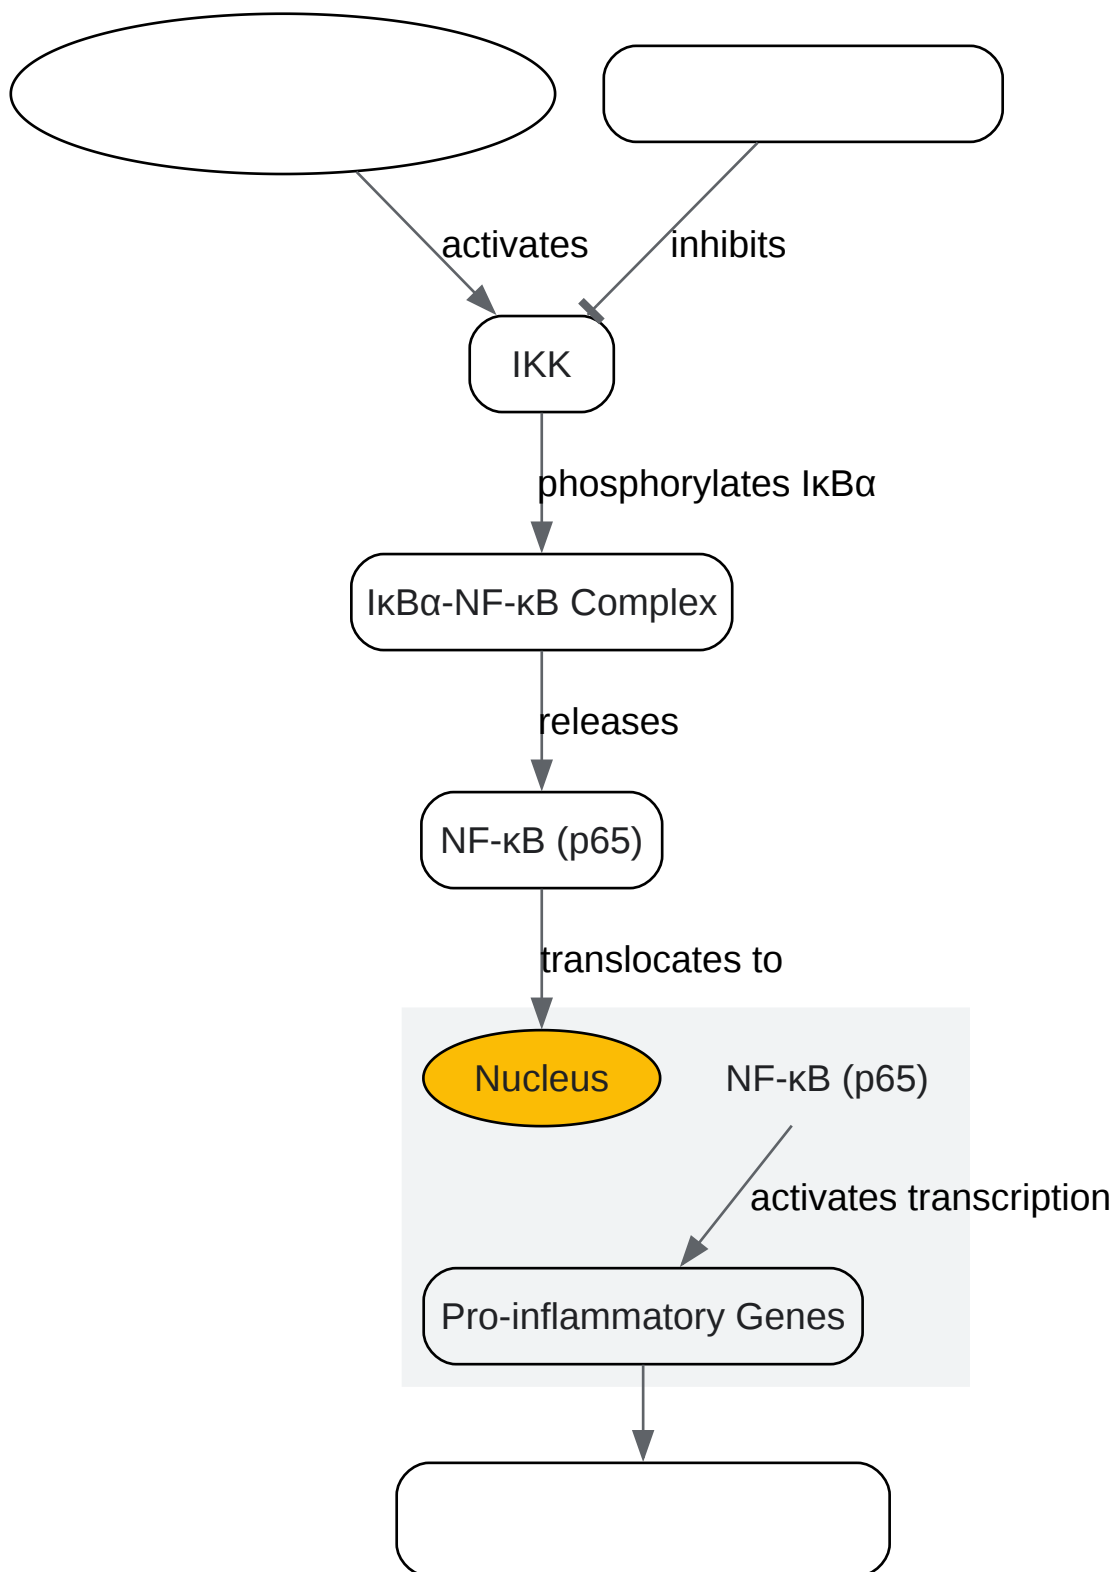 activates
inhibits
IKK
phosphorylates IκBα
IκBα-NF-κB Complex
releases
NF-κB (p65)
translocates to
Nucleus
NF-κB (p65)
activates transcription
Pro-inflammatory Genes